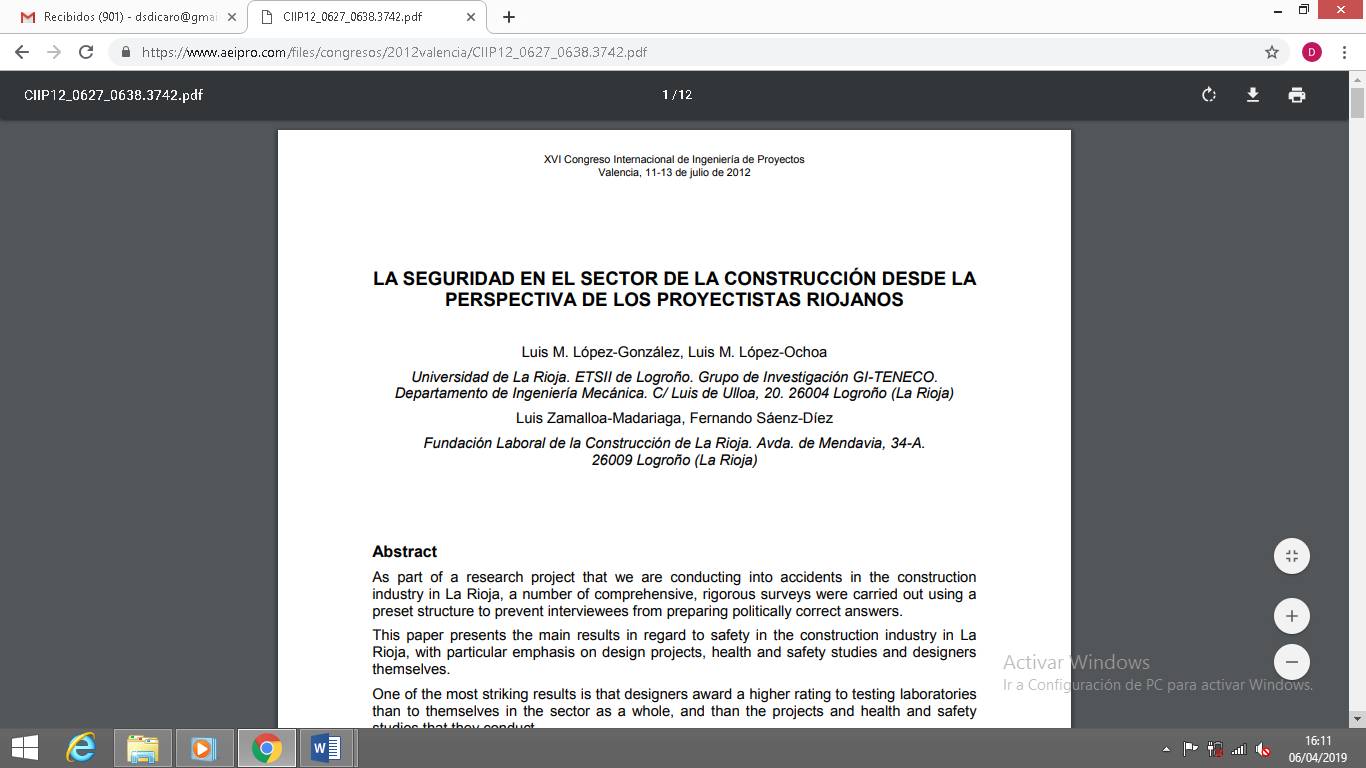 Recibidos (901) - dsdicaro@gmai
CIIP12_0627_0638.3742.pdf
https://www.aeipro.com/files/congresos/2012valencia/CIIP12_0627_0638.3742.pdf
D
CIIP12_0627_0638.3742.pdf
1 / 12
XVI Congreso Internacional de Ingeniería de Proyectos
Valencia, 11-13 de julio de 2012
LA SEGURIDAD EN EL SECTOR DE LA CONSTRUCCIÓN DESDE LA
PERSPECTIVA DE LOS PROYECTISTAS RIOJANOS
Luis M. López-González, Luis M. López-Ochoa
Universidad de La Rioja. ETSII de Logroño. Grupo de Investigación GI-TENECO.
Departamento de Ingeniería Mecánica. C/ Luis de Ulloa, 20. 26004 Logroño (La Rioja)
Luis Zamalloa-Madariaga, Fernando Sáenz-Díez
Fundación Laboral de la Construcción de La Rioja. Avda. de Mendavia, 34-A.
26009 Logroño (La Rioja)
Abstract
As part of a research project that we are conducting into accidents in the construction
industry in La Rioja, a number of comprehensive, rigorous surveys were carried out using a
preset structure to prevent interviewees from preparing politically correct answers.
This paper presents the main results in regard to safety in the construction industry in La
Rioja, with particular emphasis on design projects, health and safety studies and designers
themselves.
One of the most striking results is that designers award a higher rating to testing laboratories
than to themselves in the sector as a whole, and than the projects and health and safety
studies that they conduct.
Activar Windows
Ir a Configuración de PC para activar Windows.
16:11
06/04/2019